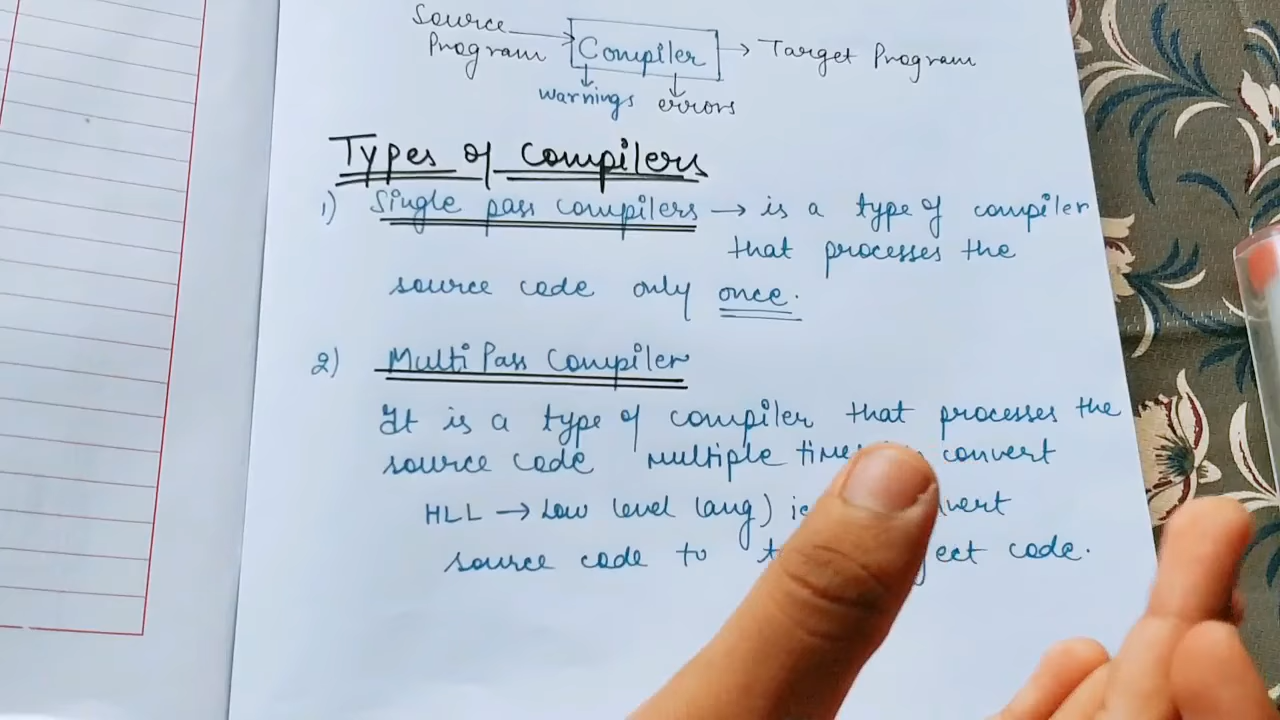 Source
Program
Compiler
Target Program
warnings errors
Types of Compilers
1) Single pass compilers → is a type of compiler
that processes the
source code only once.
2) Multi Pass Compiler
It is a type of compiler that processes the
source code multiple convert
HLL → Low level lang)
source code to code.